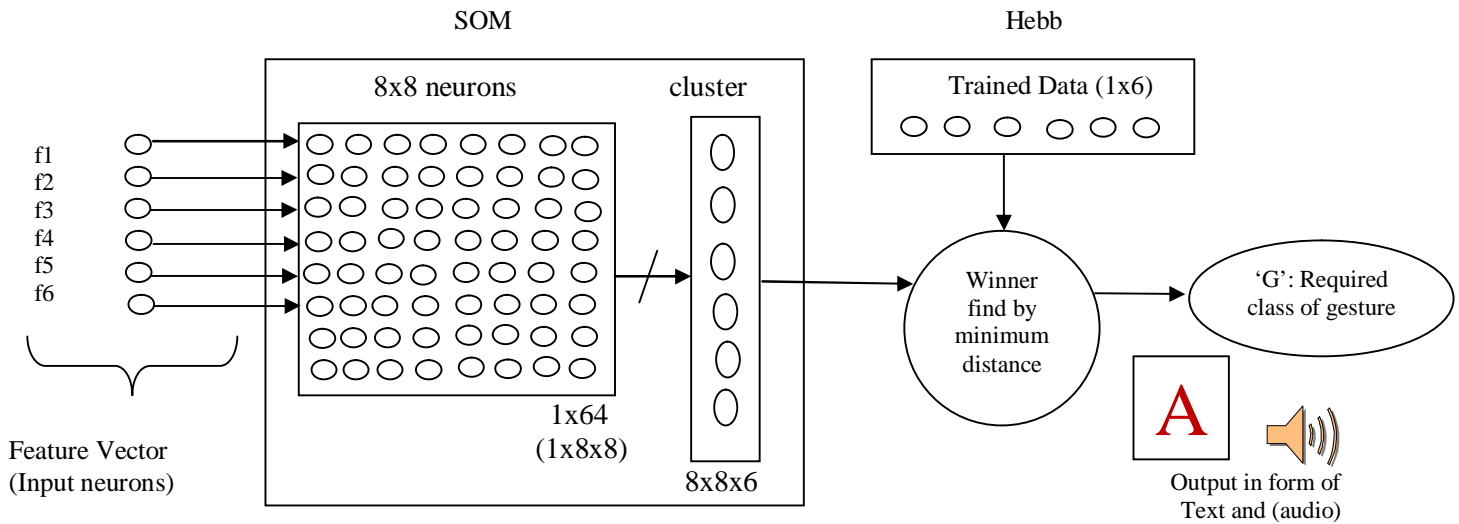 SOM
Hebb
8x8 neurons
cluster
Trained Data (1x6)
f1
f2
f3
f4
f5
f6
Winner
find by
minimum
distance
‘G’: Required
class of gesture
1x64
(1x8x8)
8x8x6
Feature Vector
(Input neurons)
A
Output in form of
Text and (audio)